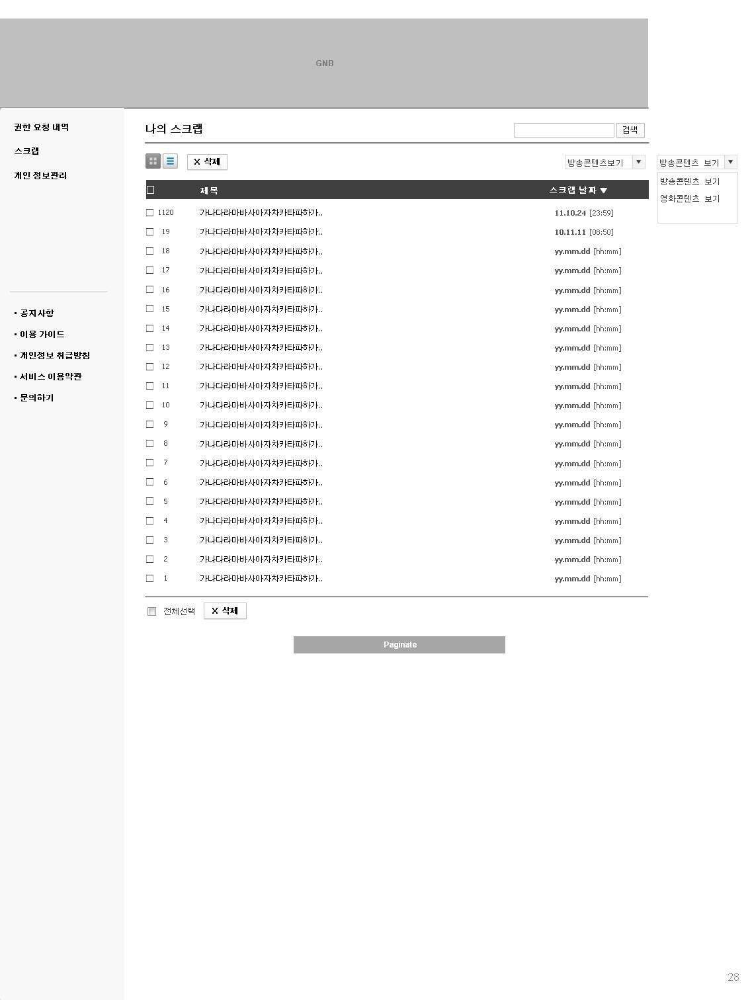 GNB
권한 요청 내역
스크랩
개인 정보관리
• 공지사항
• 이용 가이드
• 개인정보 취급방침
• 서비스 이용약관
• 문의하기
나의 스크랩
검색
X 삭제
방송콘텐츠보기 ▼
방송콘텐츠 보기 ▼
방송콘텐츠 보기
영화콘텐츠 보기
제목 스크랩 날짜 ▼
1120 가나다라마바사아자차카타파하가.. 11.10.24 [23:59]
19 가나다라마바사아자차카타파하가.. 10.11.11 [08:50]
18 가나다라마바사아자차카타파하가.. yy.mm.dd [hh:mm]
17 가나다라마바사아자차카타파하가.. yy.mm.dd [hh:mm]
16 가나다라마바사아자차카타파하가.. yy.mm.dd [hh:mm]
15 가나다라마바사아자차카타파하가.. yy.mm.dd [hh:mm]
14 가나다라마바사아자차카타파하가.. yy.mm.dd [hh:mm]
13 가나다라마바사아자차카타파하가.. yy.mm.dd [hh:mm]
12 가나다라마바사아자차카타파하가.. yy.mm.dd [hh:mm]
11 가나다라마바사아자차카타파하가.. yy.mm.dd [hh:mm]
10 가나다라마바사아자차카타파하가.. yy.mm.dd [hh:mm]
9 가나다라마바사아자차카타파하가.. yy.mm.dd [hh:mm]
8 가나다라마바사아자차카타파하가.. yy.mm.dd [hh:mm]
7 가나다라마바사아자차카타파하가.. yy.mm.dd [hh:mm]
6 가나다라마바사아자차카타파하가.. yy.mm.dd [hh:mm]
5 가나다라마바사아자차카타파하가.. yy.mm.dd [hh:mm]
4 가나다라마바사아자차카타파하가.. yy.mm.dd [hh:mm]
3 가나다라마바사아자차카타파하가.. yy.mm.dd [hh:mm]
2 가나다라마바사아자차카타파하가.. yy.mm.dd [hh:mm]
1 가나다라마바사아자차카타파하가.. yy.mm.dd [hh:mm]
전체선택 X 삭제
Paginate
28